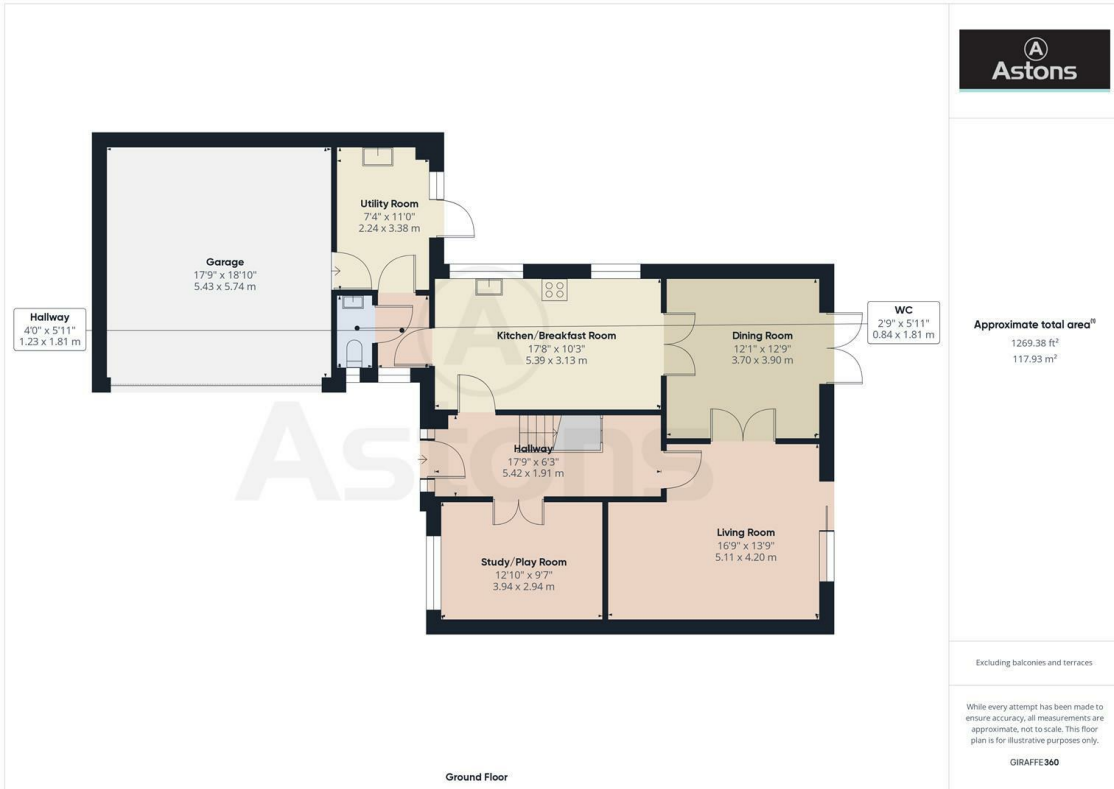 A
Astons
Utility Room
7'4" x 11'0"
2.24 x 3.38 m
Garage
17'9" x 18'10"
5.43 x 5.74 m
Hallway
4'0" x 5'11"
1.23 x 1.81 m
WC
2'9" x 5'11"
0.84 x 1.81 m
Kitchen/Breakfast Room
17'8" x 10'3"
5.39 x 3.13 m
Dining Room
12'1" x 12'9"
3.70 x 3.90 m
Hallway
17'9" x 6'3"
5.42 x 1.91 m
Living Room
16'9" x 13'9"
5.11 x 4.20 m
Study/Play Room
12'10" x 9'7"
3.94 x 2.94 m
A
Astons
Ground Floor
Approximate total area⁽¹⁾
1269.38 ft²
117.93 m²
Excluding balconies and terraces
While every attempt has been made to
ensure accuracy, all measurements are
approximate, not to scale. This floor
plan is for illustrative purposes only.
GIRAFFE360